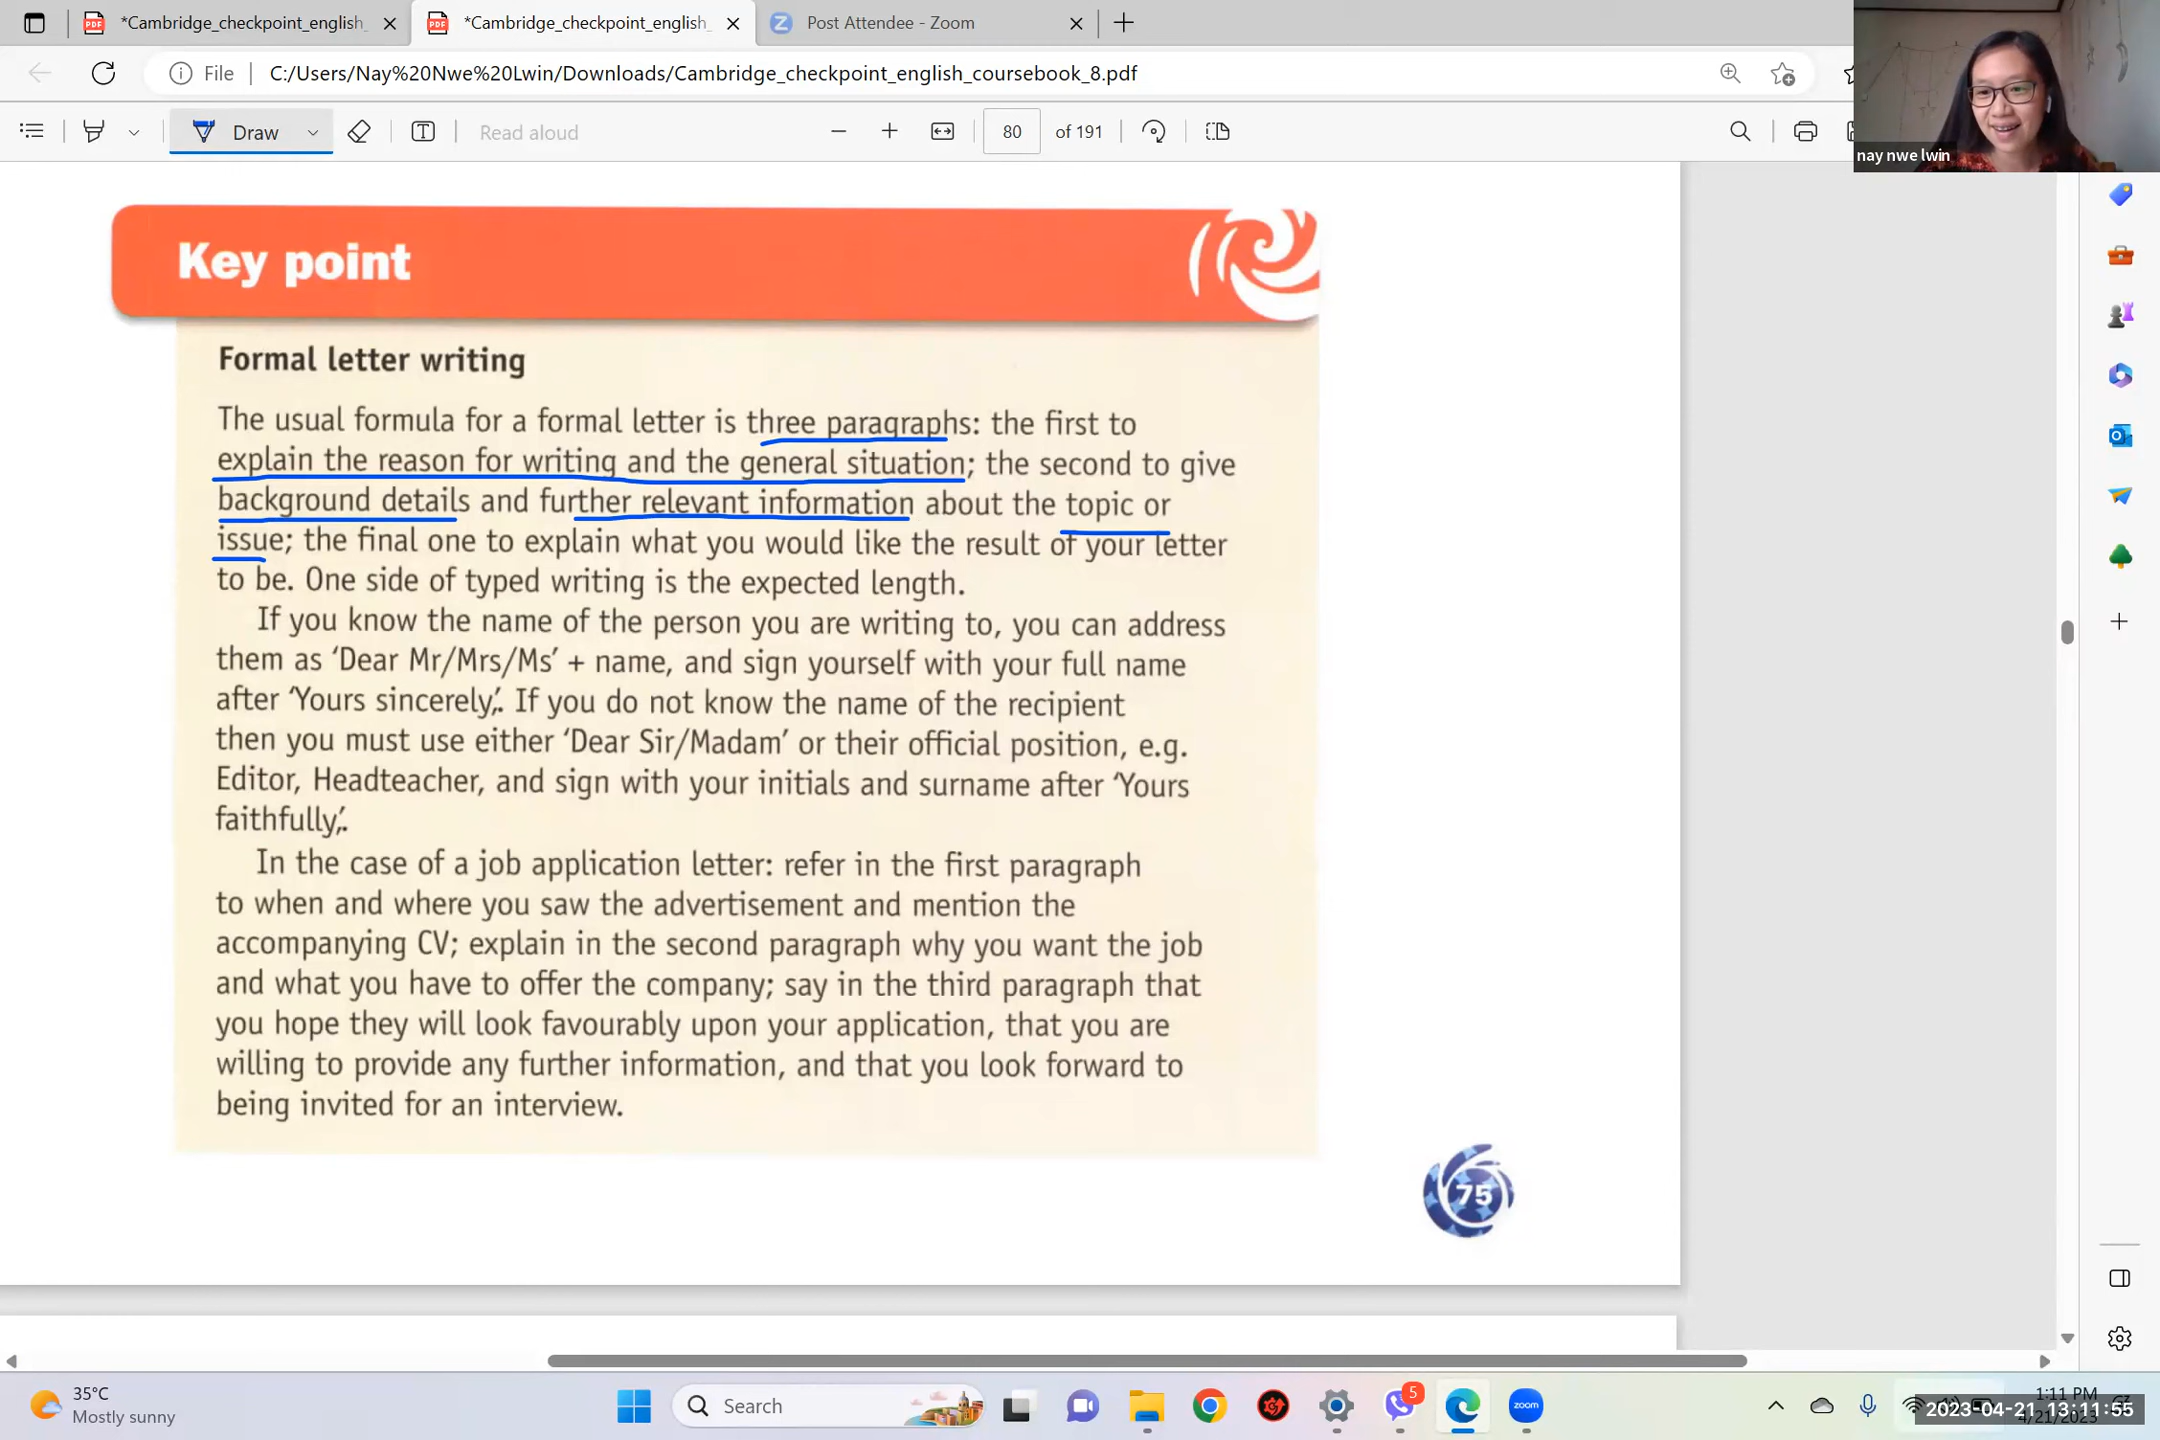 *Cambridge_checkpoint_english_
*Cambridge_checkpoint_english_
Post Attendee - Zoom
File
C:/Users/Nay%20Nwe%20Lwin/Downloads/Cambridge_checkpoint_english_coursebook_8.pdf
Draw
Read aloud
80
of 191
nay nwe lwin
Key point
Formal letter writing
The usual formula for a formal letter is three paragraphs: the first to
explain the reason for writing and the general situation; the second to give
background details and further relevant information about the topic or
issue; the final one to explain what you would like the result of your letter
to be. One side of typed writing is the expected length.
If you know the name of the person you are writing to, you can address
them as ‘Dear Mr/Mrs/Ms’ + name, and sign yourself with your full name
after ‘Yours sincerely,’. If you do not know the name of the recipient
then you must use either ‘Dear Sir/Madam’ or their official position, e.g.
Editor, Headteacher, and sign with your initials and surname after ‘Yours
faithfully,’.
In the case of a job application letter: refer in the first paragraph
to when and where you saw the advertisement and mention the
accompanying CV; explain in the second paragraph why you want the job
and what you have to offer the company; say in the third paragraph that
you hope they will look favourably upon your application, that you are
willing to provide any further information, and that you look forward to
being invited for an interview.
75
35°C
Mostly sunny
Search
5
zoom
1:11 PM
4/21/2023
2023-04-21 13:11:55